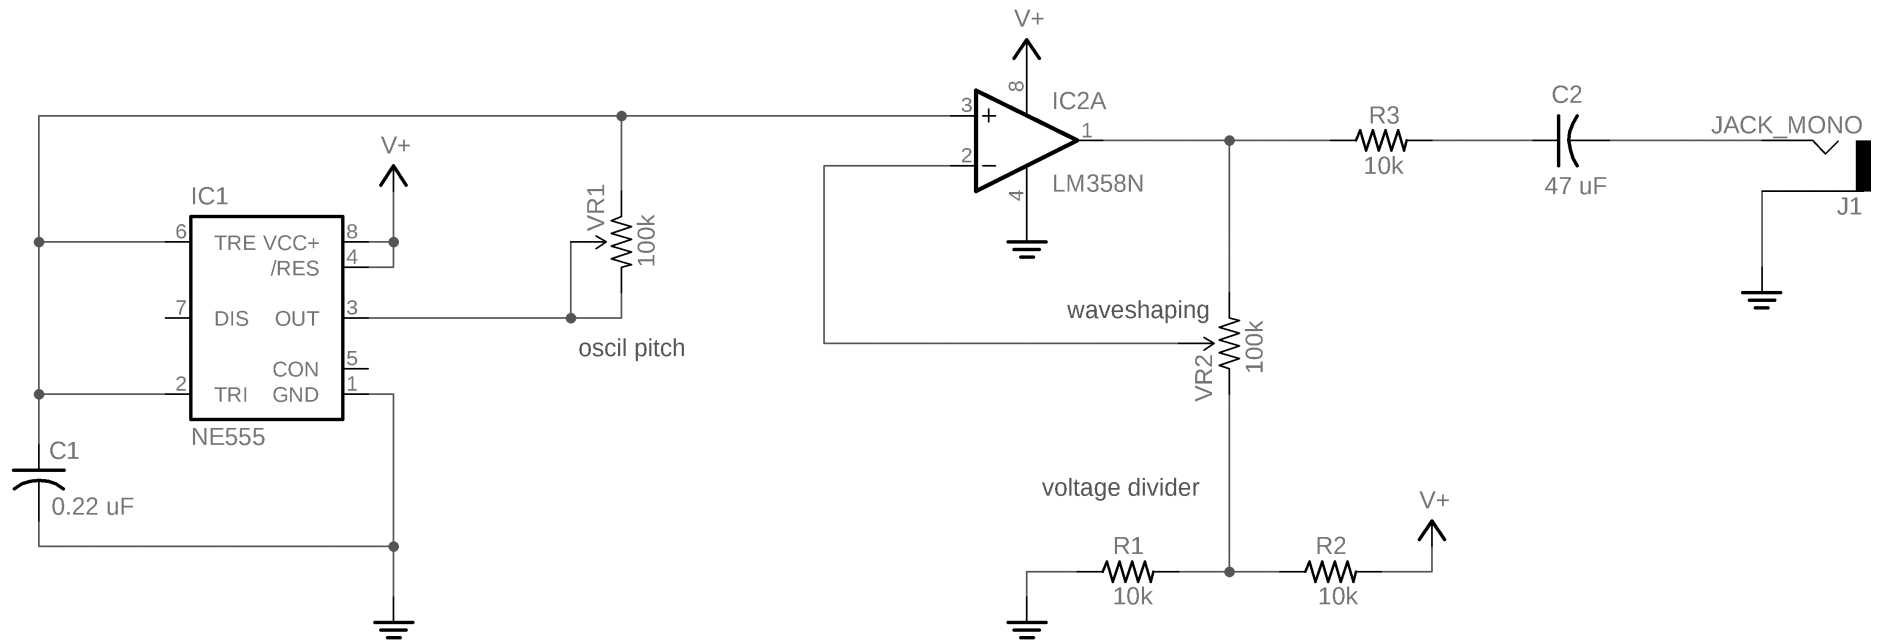 V+
3
+
8
IC2A
1
2
−
4
LM358N
R3
10k
C2
47 uF
JACK_MONO
J1
V+
IC1
6
TRE
VCC+
8
/RES
4
7
DIS
OUT
3
CON
5
2
TRI
GND
1
NE555
VR1
100k
oscil pitch
waveshaping
VR2
100k
C1
0.22 uF
voltage divider
V+
R1
10k
R2
10k